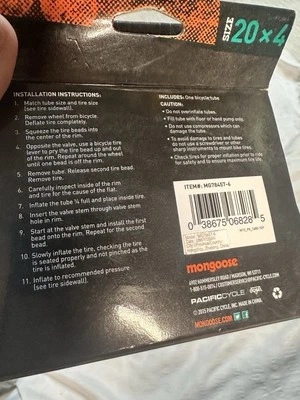 SIZE 20 x 4
INSTALLATION INSTRUCTIONS:
1. Match tube size and tire size
(see tire sidewall).
2. Remove wheel from bicycle.
Deflate tire completely.
3. Squeeze the tire beads into
the center of the rim.
4. Opposite the valve, use a bicycle tire
lever to pry the tire bead up and out
of the rim. Repeat around the wheel
until one bead is off the rim.
5. Remove tube. Release second bead.
Remove tire.
6. Carefully inspect inside of the rim
and tire for the cause of the flat.
7. Inflate the tube ¼ full and place inside tire.
8. Insert the valve stem through valve stem
hole in rim.
9. Start at the valve stem and install the first
bead onto the rim. Repeat for the second
bead.
10. Slowly inflate the tire, checking the tire
is seated properly and not pinched as the
tire is inflated.
11. Inflate to recommended pressure
(see tire sidewall).
INCLUDES: One bicycle tube
CAUTION:
• Do not overinflate tubes.
• Fill tube with floor or hand pump only.
• Do not use compressors which can
damage the tube.
• To avoid damage to tires and tubes
do not use a screwdriver or other
sharp instruments to install new tubes.
• Check tires for proper inflation prior to ride
for safety and to ensure maximum tire life.
ITEM#: MG78457-6
0 38675 06828 5
mongoose
4902 HAMMERSLEY ROAD / MADISON, WI 53711
PACIFICCYCLE
© 2015 PACIFIC CYCLE, INC. MADE IN CHINA
MONGOOSE.COM